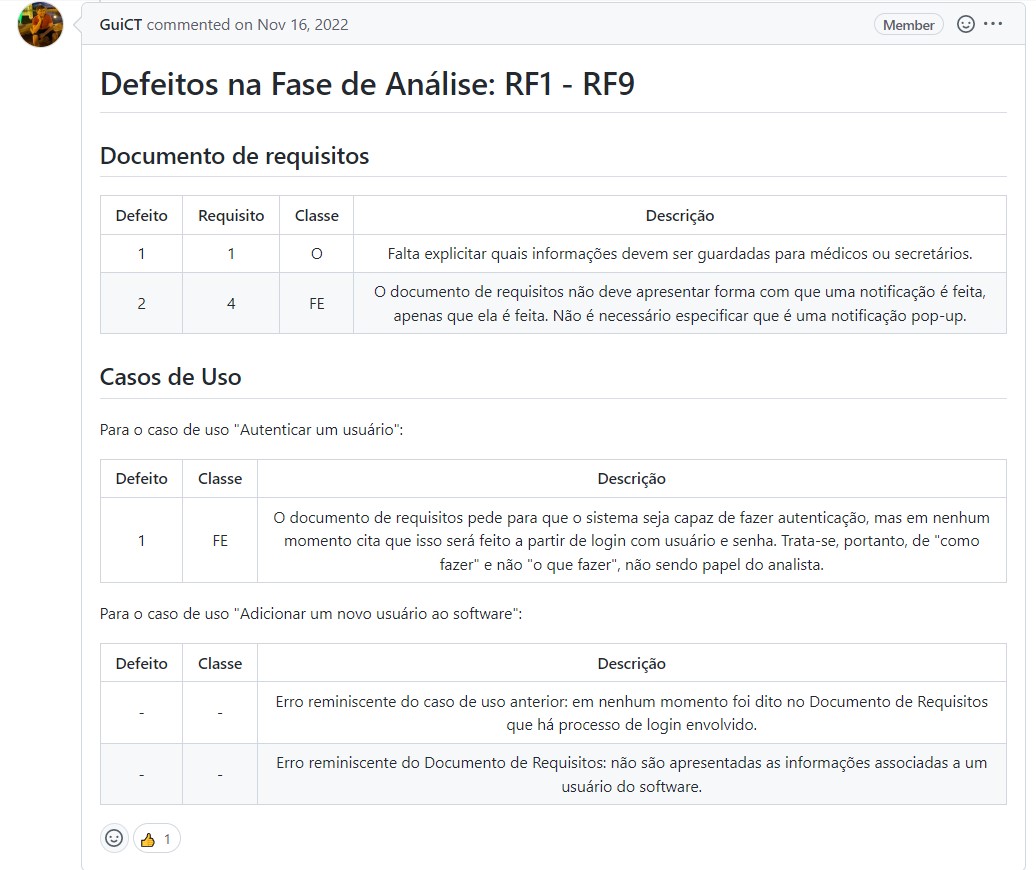 GuiCT commented on Nov 16, 2022
Member
Defeitos na Fase de Análise: RF1 - RF9
Documento de requisitos
Defeito Requisito Classe Descrição
1 1 O Falta explicitar quais informações devem ser guardadas para médicos ou secretários.
2 4 FE O documento de requisitos não deve apresentar forma com que uma notificação é feita,
apenas que ela é feita. Não é necessário especificar que é uma notificação pop-up.
Casos de Uso
Para o caso de uso "Autenticar um usuário":
Defeito Classe Descrição
O documento de requisitos pede para que o sistema seja capaz de fazer autenticação, mas em nenhum
1 FE momento cita que isso será feito a partir de login com usuário e senha. Trata-se, portanto, de "como
fazer" e não "o que fazer", não sendo papel do analista.
Para o caso de uso "Adicionar um novo usuário ao software":
Defeito Classe Descrição
- - Erro reminiscente do caso de uso anterior: em nenhum momento foi dito no Documento de Requisitos
que há processo de login envolvido.
- - Erro reminiscente do Documento de Requisitos: não são apresentadas as informações associadas a um
usuário do software.
1